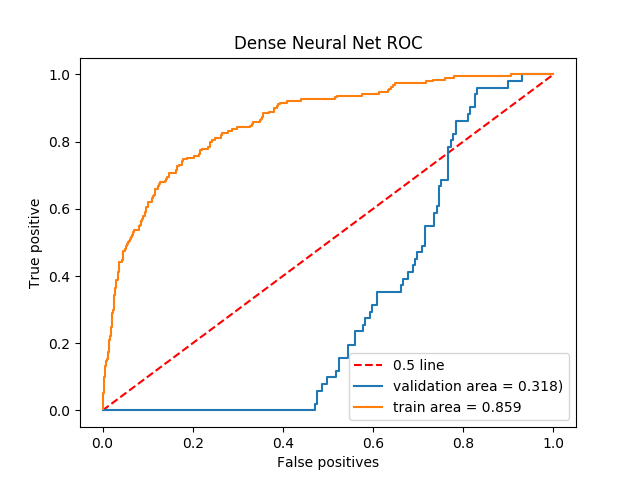 Dense Neural Net ROC
True positive
1.0
0.8
0.6
0.4
0.2
0.0
0.5 line
validation area = 0.318)
train area = 0.859
0.0 0.2 0.4 0.6 0.8 1.0
False positives